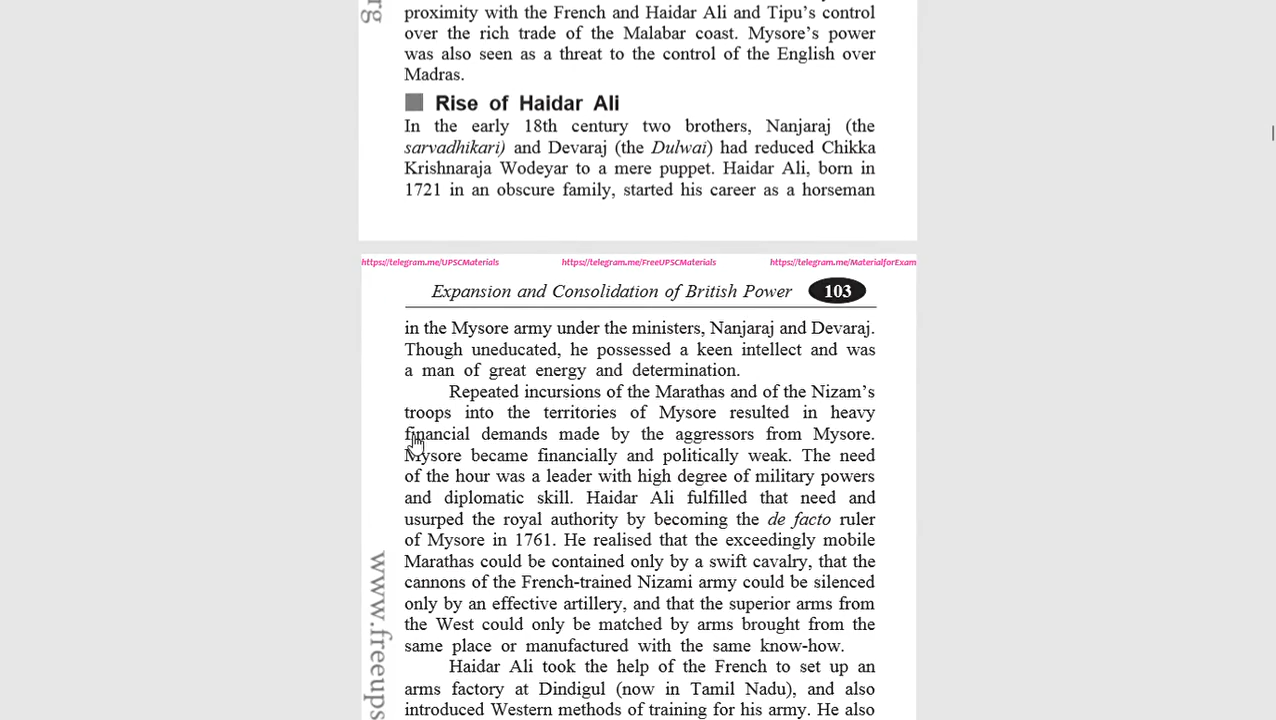 proximity with the French and Haidar Ali and Tipu's control
over the rich trade of the Malabar coast. Mysore's power
was also seen as a threat to the control of the English over
Madras.
Rise of Haidar Ali
In the early 18th century two brothers, Nanjaraj (the
sarvadhikari) and Devaraj (the Dulwai) had reduced Chikka
Krishnaraja Wodeyar to a mere puppet. Haidar Ali, born in
1721 in an obscure family, started his career as a horseman
https://telegram.me/UPSCMaterials https://telegram.me/FreeUPSCMaterials https://telegram.me/MaterialforExam
Expansion and Consolidation of British Power 103
in the Mysore army under the ministers, Nanjaraj and Devaraj.
Though uneducated, he possessed a keen intellect and was
a man of great energy and determination.
Repeated incursions of the Marathas and of the Nizam's
troops into the territories of Mysore resulted in heavy
financial demands made by the aggressors from Mysore.
Mysore became financially and politically weak. The need
of the hour was a leader with high degree of military powers
and diplomatic skill. Haidar Ali fulfilled that need and
usurped the royal authority by becoming the de facto ruler
of Mysore in 1761. He realised that the exceedingly mobile
Marathas could be contained only by a swift cavalry, that the
cannons of the French-trained Nizami army could be silenced
only by an effective artillery, and that the superior arms from
the West could only be matched by arms brought from the
same place or manufactured with the same know-how.
Haidar Ali took the help of the French to set up an
arms factory at Dindigul (now in Tamil Nadu), and also
introduced Western methods of training for his army. He also
rg
www.freeups